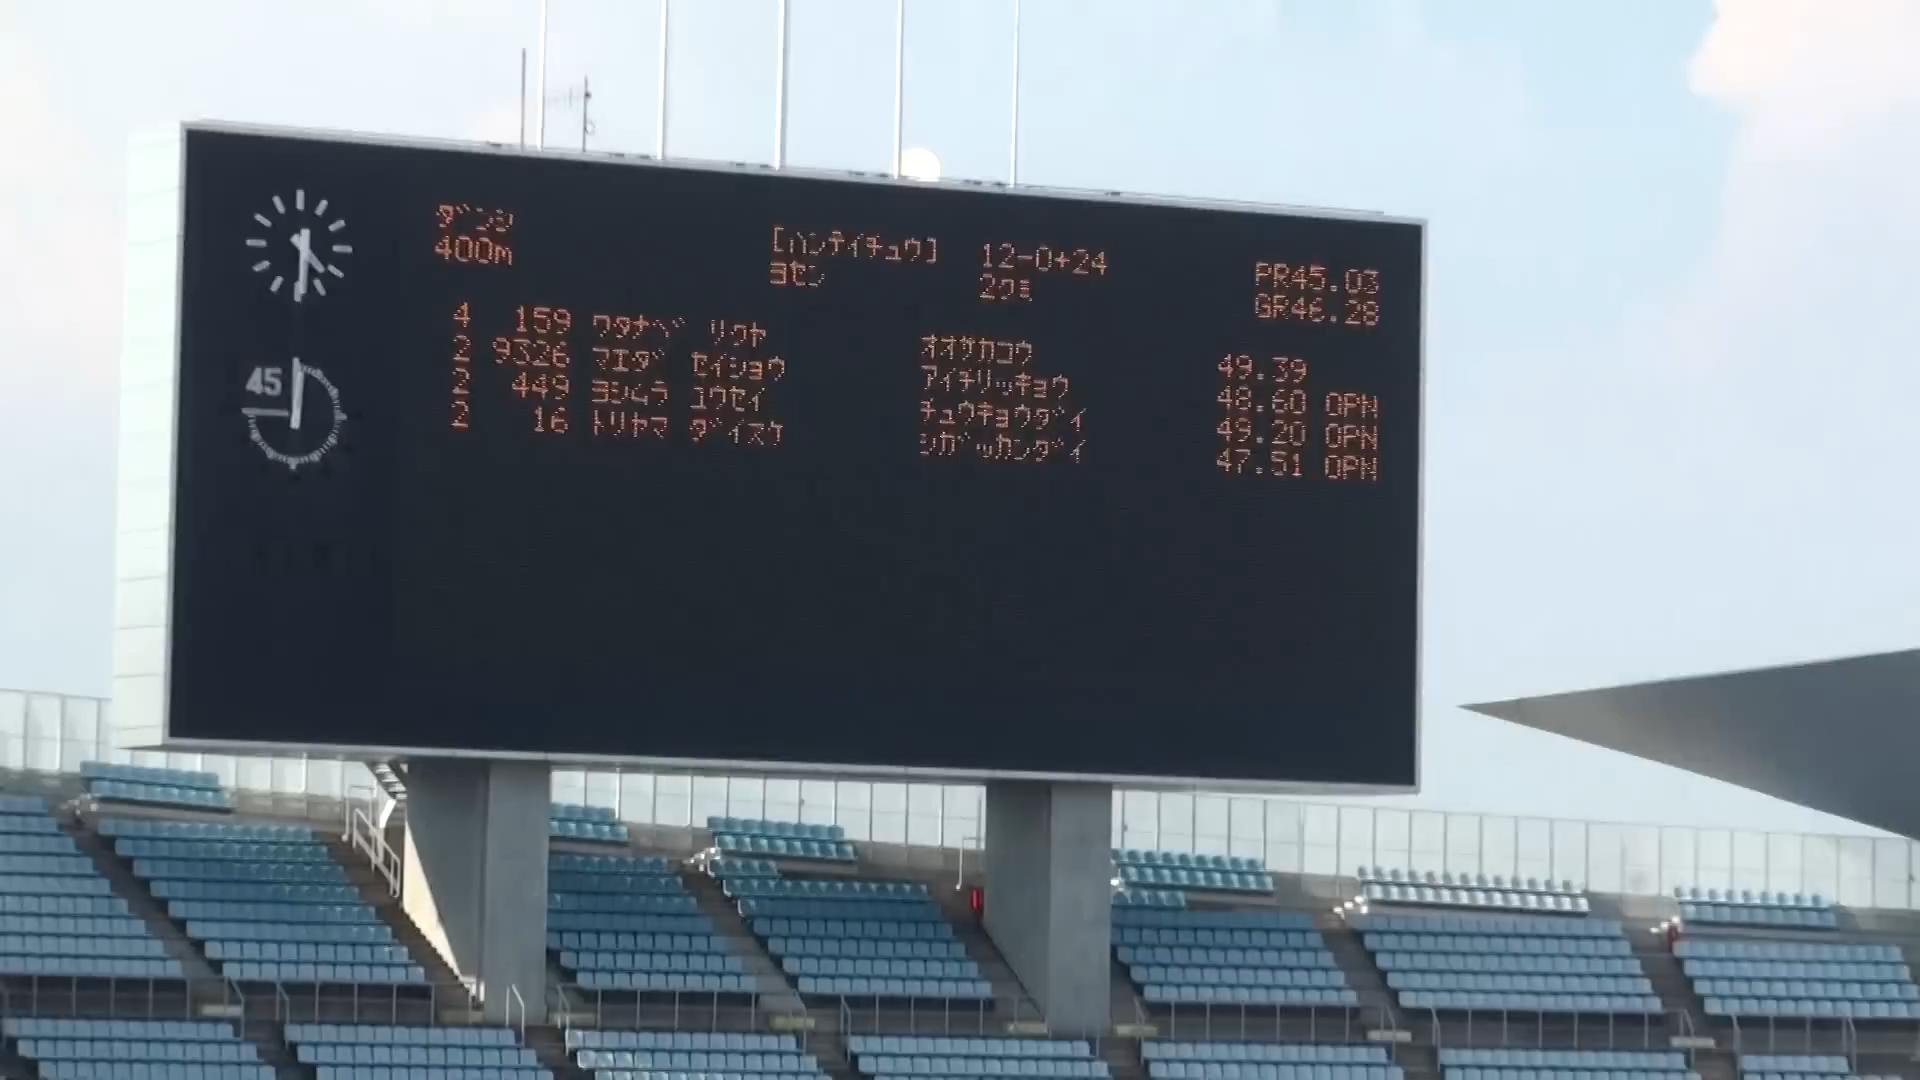 ダンシ
400m
[ハンテイチュウ] 12-0+24
ヨセン 2クミ
PR45.03
GR46.28
4 159 ワタナベ リクヤ オオサカコウ 49.39
2 9326 マエダ セイショウ アイチリッキョウ 48.60 OPN
2 449 ヨシムラ ユウセイ チュウキョウダイ 49.20 OPN
2 16 トリヤマ ダイスケ シガッカンダイ 47.51 OPN
45